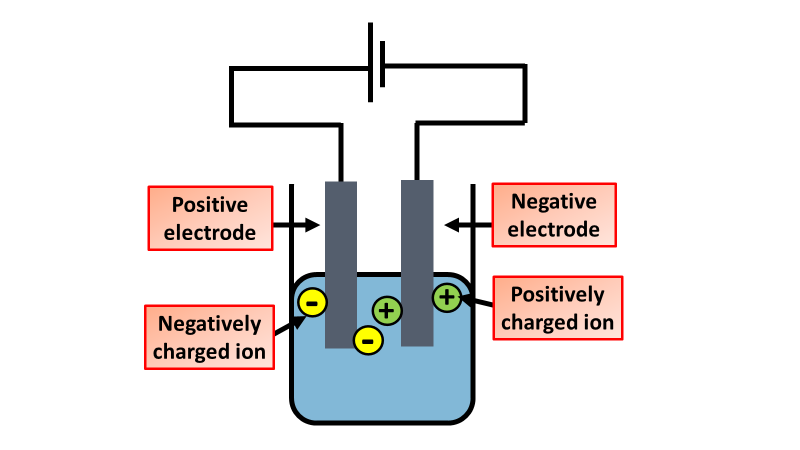 Positive
electrode
Negative
electrode
Negatively
charged ion
Positively
charged ion
-
+
-
+